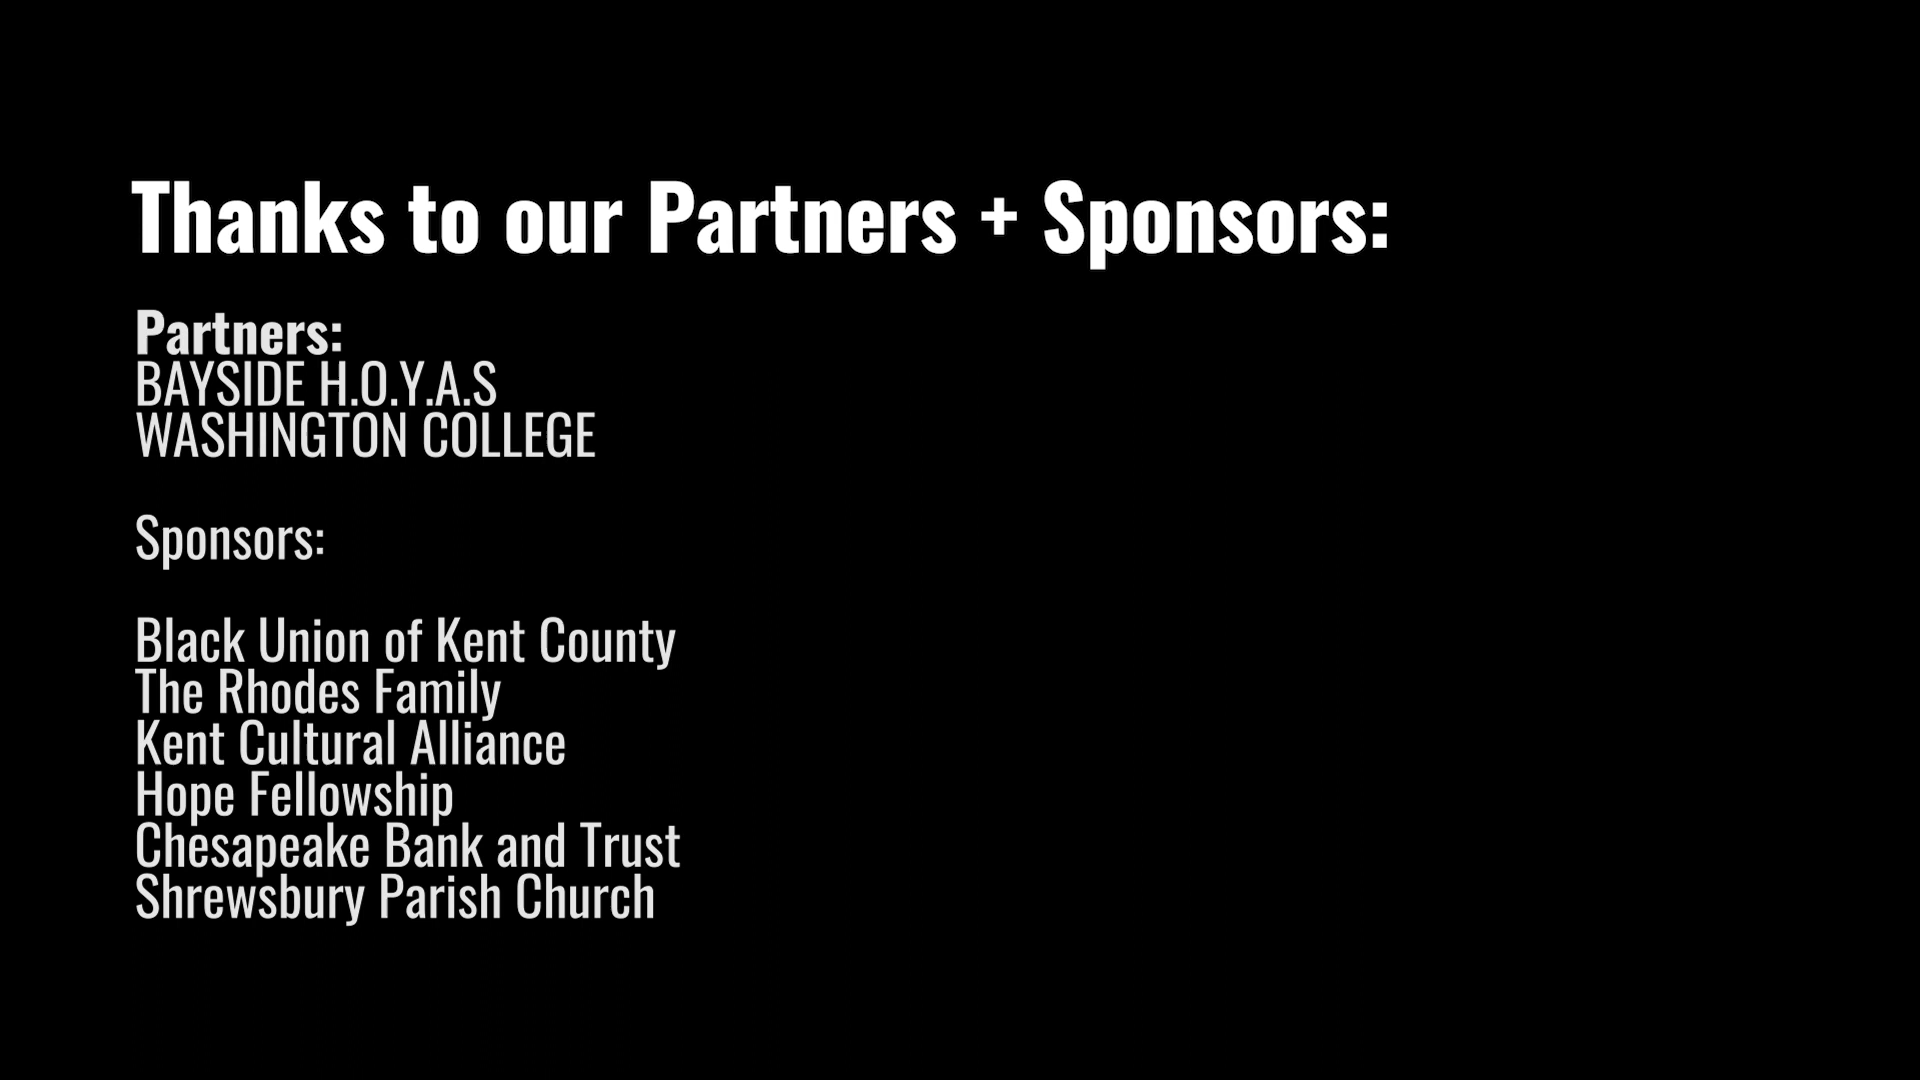 Thanks to our Partners + Sponsors:
Partners:
BAYSIDE H.O.Y.A.S
WASHINGTON COLLEGE
Sponsors:
Black Union of Kent County
The Rhodes Family
Kent Cultural Alliance
Hope Fellowship
Chesapeake Bank and Trust
Shrewsbury Parish Church